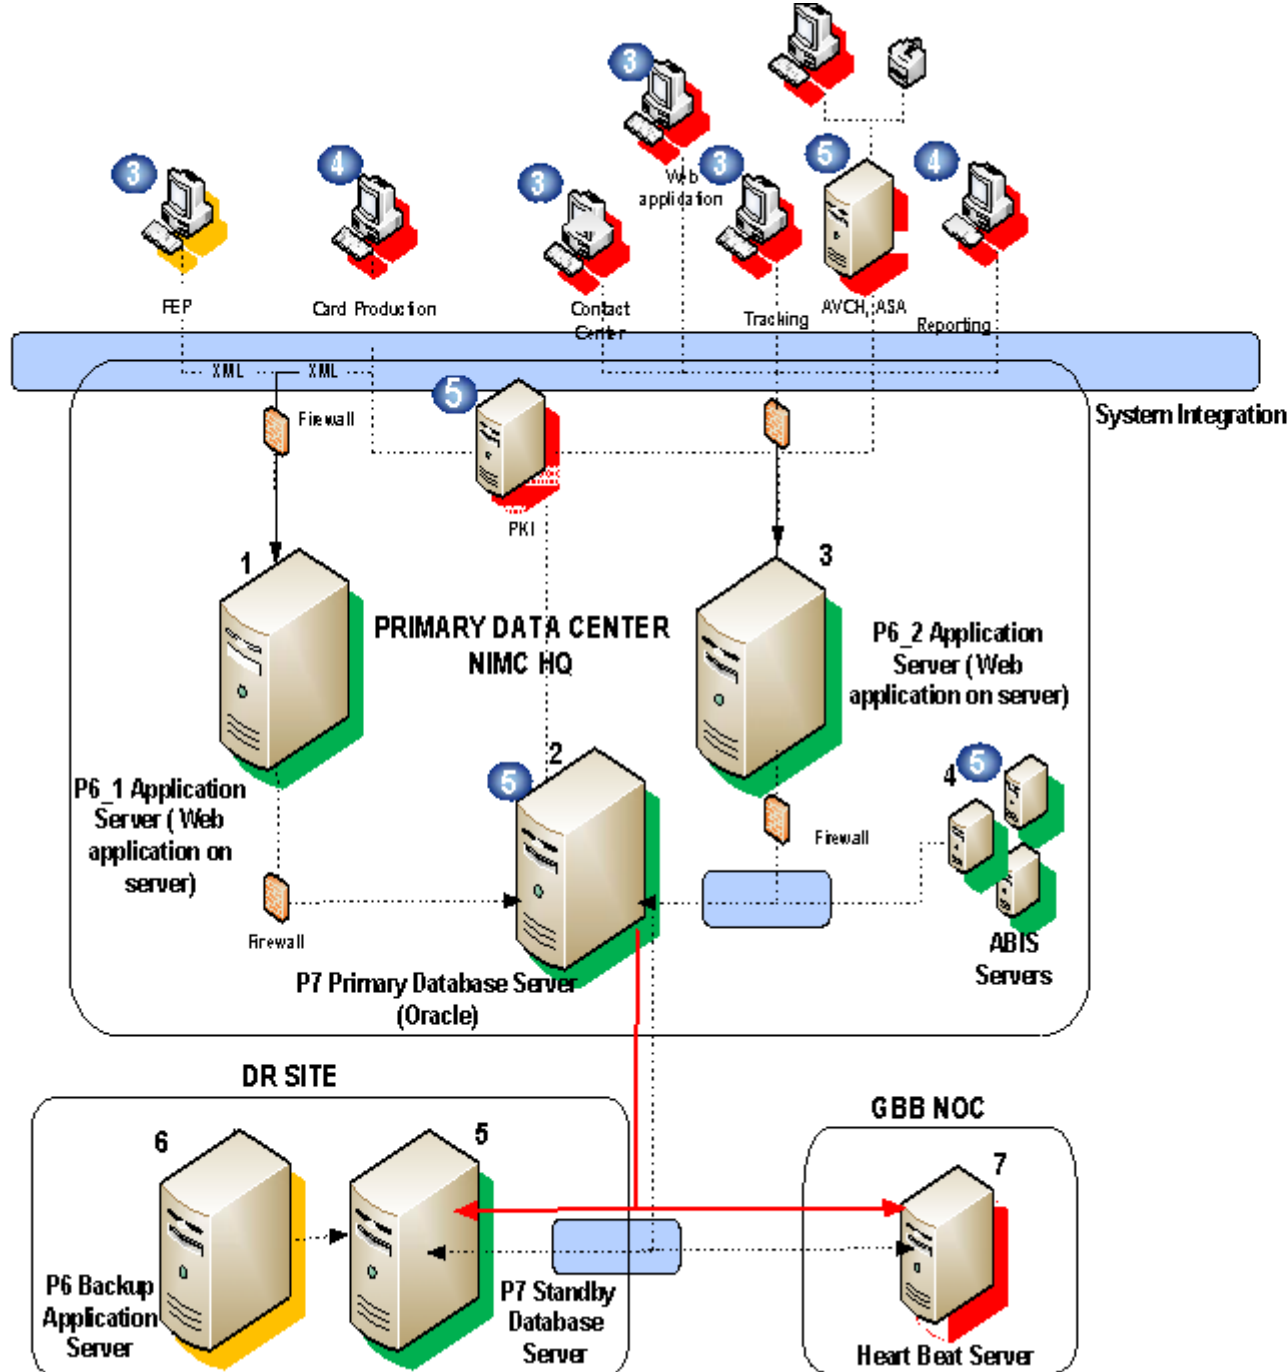 3
5
3
4
3
3
4
Web
application
FEP
Card Production
Contact
Center
Tracking
AVCH, ASA
Reporting
XML
XML
5
Firewall
System Integration
PKI
1
3
PRIMARY DATA CENTER
NIMC HQ
P6_2 Application
Server ( Web
application on server)
2
5
4
5
P6_1 Application
Server ( Web
application on
server)
Firewall
Firewall
ABIS
Servers
P7 Primary Database Server
(Oracle)
DR SITE
GBB NOC
6
5
7
P6 Backup
Application
Server
P7 Standby
Database
Server
Heart Beat Server